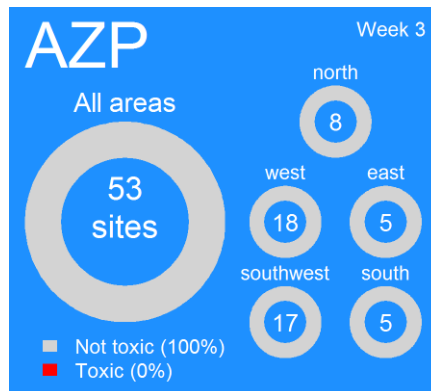 AZP
Week 3
All areas
53
sites
north
8
west
18
east
5
southwest
17
south
5
Not toxic (100%)
Toxic (0%)